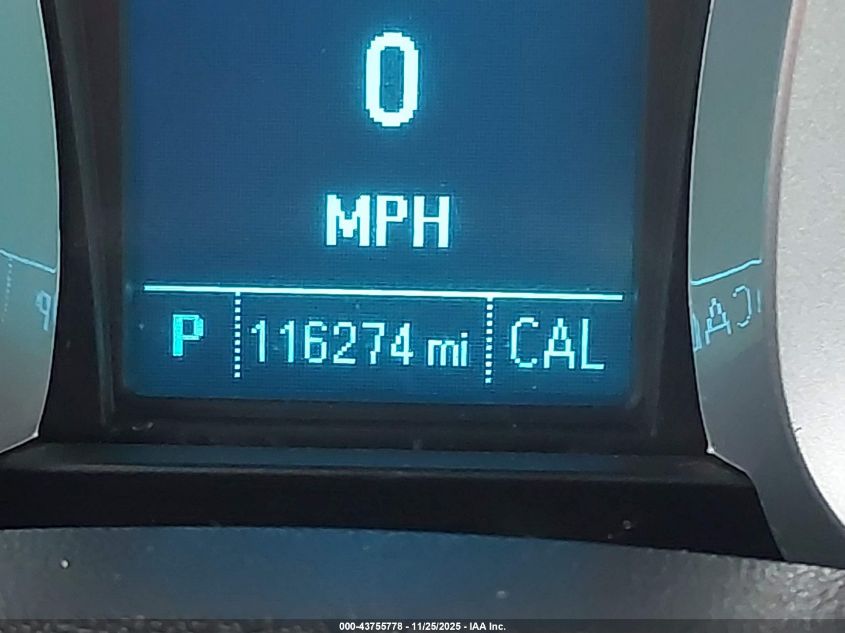 0
MPH
P 116274 mi CAL
000-43755778 - 11/25/2025 - IAA Inc.